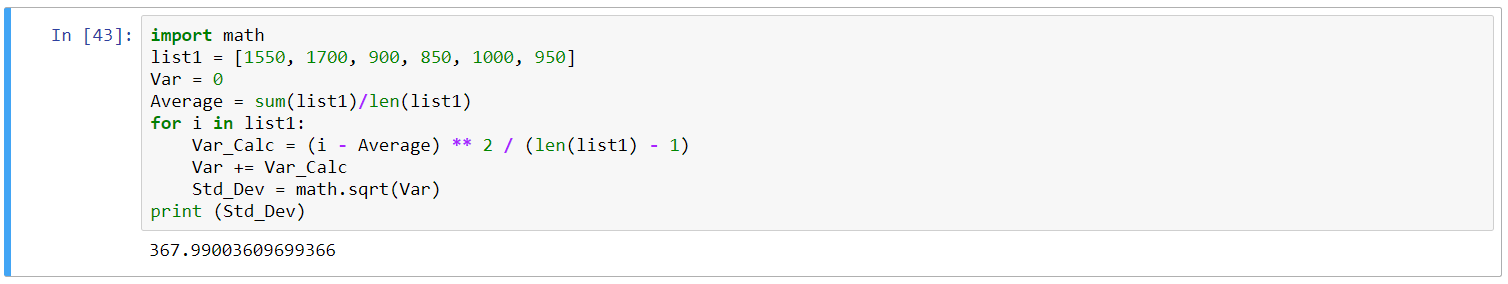 In [43]: import math
list1 = [1550, 1700, 900, 850, 1000, 950]
Var = 0
Average = sum(list1)/len(list1)
for i in list1:
    Var_Calc = (i - Average) ** 2 / (len(list1) - 1)
    Var += Var_Calc
    Std_Dev = math.sqrt(Var)
print (Std_Dev)
367.99003609699366